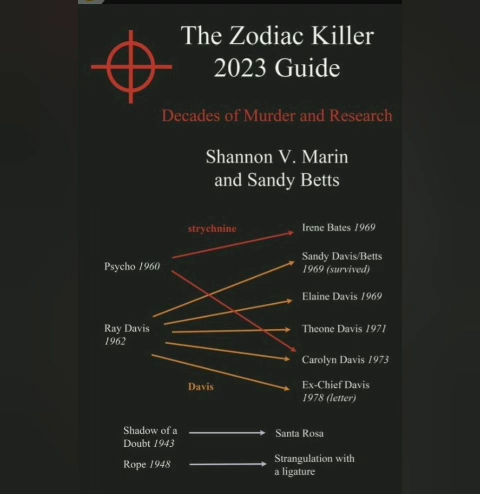 The Zodiac Killer
2023 Guide
Decades of Murder and Research
Shannon V. Marin
and Sandy Betts
strychnine
Irene Bates 1969
Psycho 1960
Sandy Davis/Betts
1969 (survived)
Elaine Davis 1969
Ray Davis
1962
Theone Davis 1971
Carolyn Davis 1973
Davis
Ex-Chief Davis
1978 (letter)
Shadow of a
Doubt 1943
Santa Rosa
Rope 1948
Strangulation with
a ligature